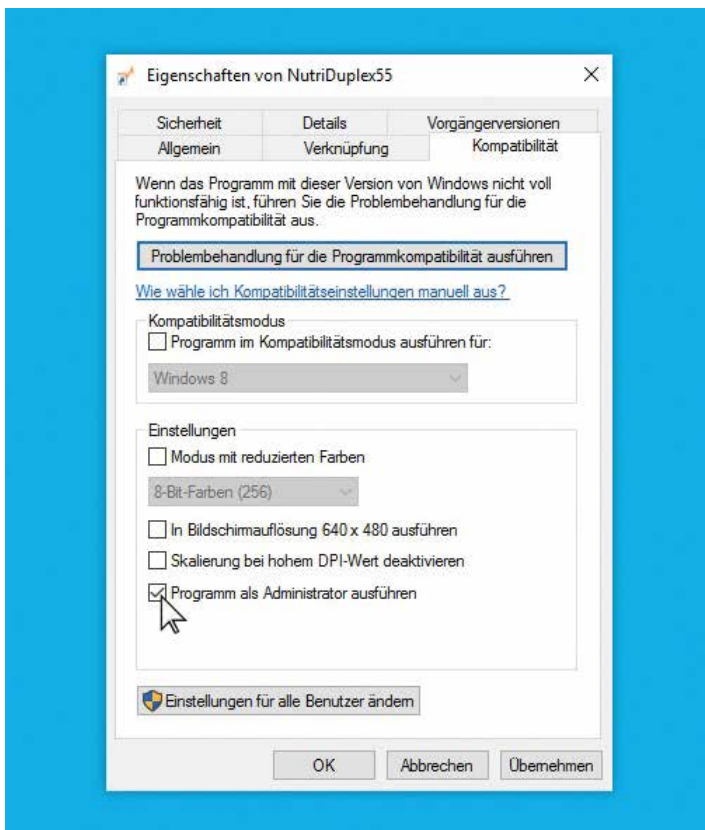 Eigenschaften von NutriDuplex55
Sicherheit Details Vorgängerversionen
Allgemein Verknüpfung Kompatibilität
Wenn das Programm mit dieser Version von Windows nicht voll
funktionsfähig ist, führen Sie die Problembehandlung für die
Programmkompatibilität aus.
Problembehandlung für die Programmkompatibilität ausführen
Wie wähle ich Kompatibilitätseinstellungen manuell aus?
Kompatibilitätsmodus
Programm im Kompatibilitätsmodus ausführen für:
Windows 8
Einstellungen
Modus mit reduzierten Farben
8-Bit-Farben (256)
In Bildschirmauflösung 640 x 480 ausführen
Skalierung bei hohem DPI-Wert deaktivieren
Programm als Administrator ausführen
Einstellungen für alle Benutzer ändern
OK Abbrechen Übernehmen